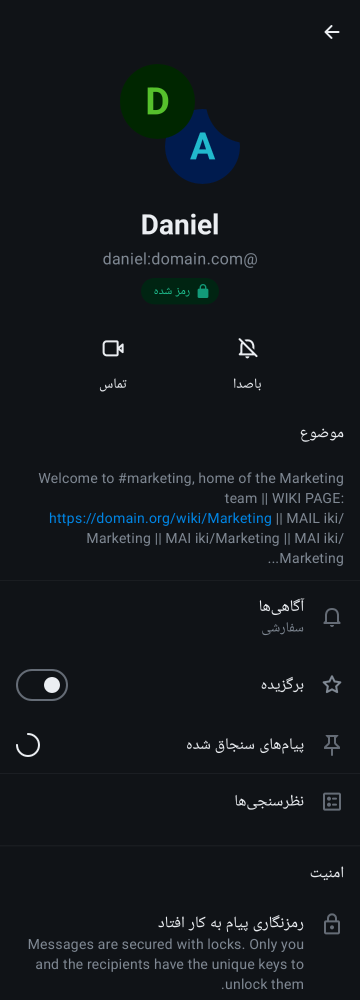 D
A
Daniel
daniel:domain.com@
رمز شده
باصدا
تماس
موضوع
Welcome to #marketing, home of the Marketing
team || WIKI PAGE:
https://domain.org/wiki/Marketing || MAIL iki/
Marketing || MAI iki/Marketing || MAI iki/
...Marketing
آگاهی‌ها
سفارشی
برگزیده
پیام‌های سنجاق شده
نظرسنجی‌ها
امنیت
رمزنگاری پیام به کار افتاد
Messages are secured with locks. Only you
and the recipients have the unique keys to
.unlock them